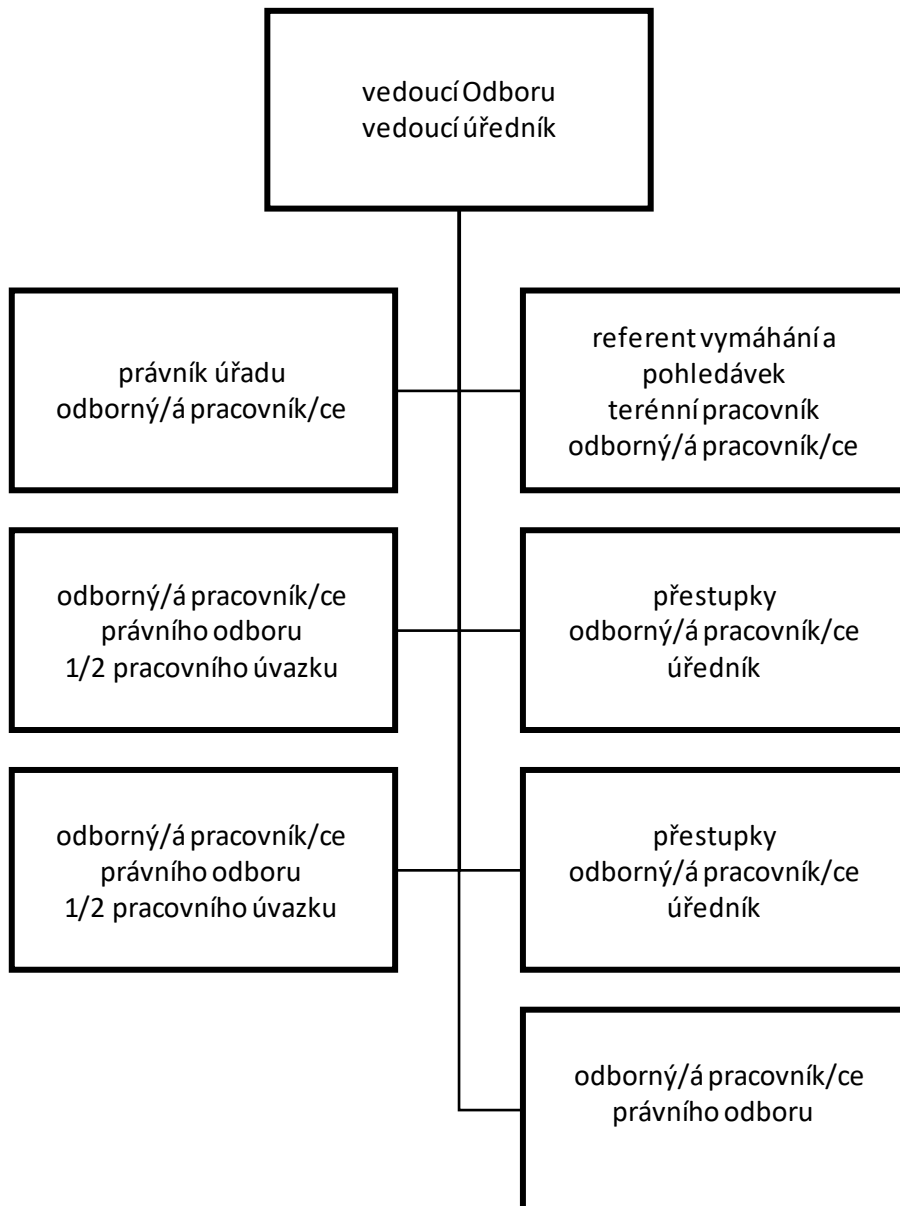 vedoucí Odboru
vedoucí úředník
právník úřadu
odborný/á pracovník/ce
referent vymáhání a
pohledávek
terénní pracovník
odborný/á pracovník/ce
odborný/á pracovník/ce
právního odboru
1/2 pracovního úvazku
přestupky
odborný/á pracovník/ce
úředník
odborný/á pracovník/ce
právního odboru
1/2 pracovního úvazku
přestupky
odborný/á pracovník/ce
úředník
odborný/á pracovník/ce
právního odboru